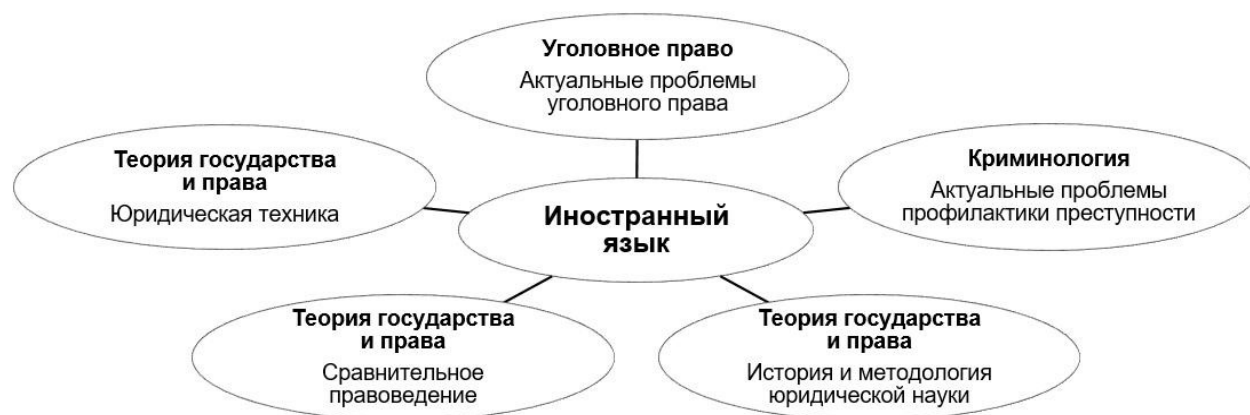 Уголовное право
Актуальные проблемы
уголовного права
Теория государства
и права
Юридическая техника
Криминология
Актуальные проблемы
профилактики преступности
Иностранный
язык
Теория государства
и права
Сравнительное
правоведение
Теория государства
и права
История и методология
юридической науки